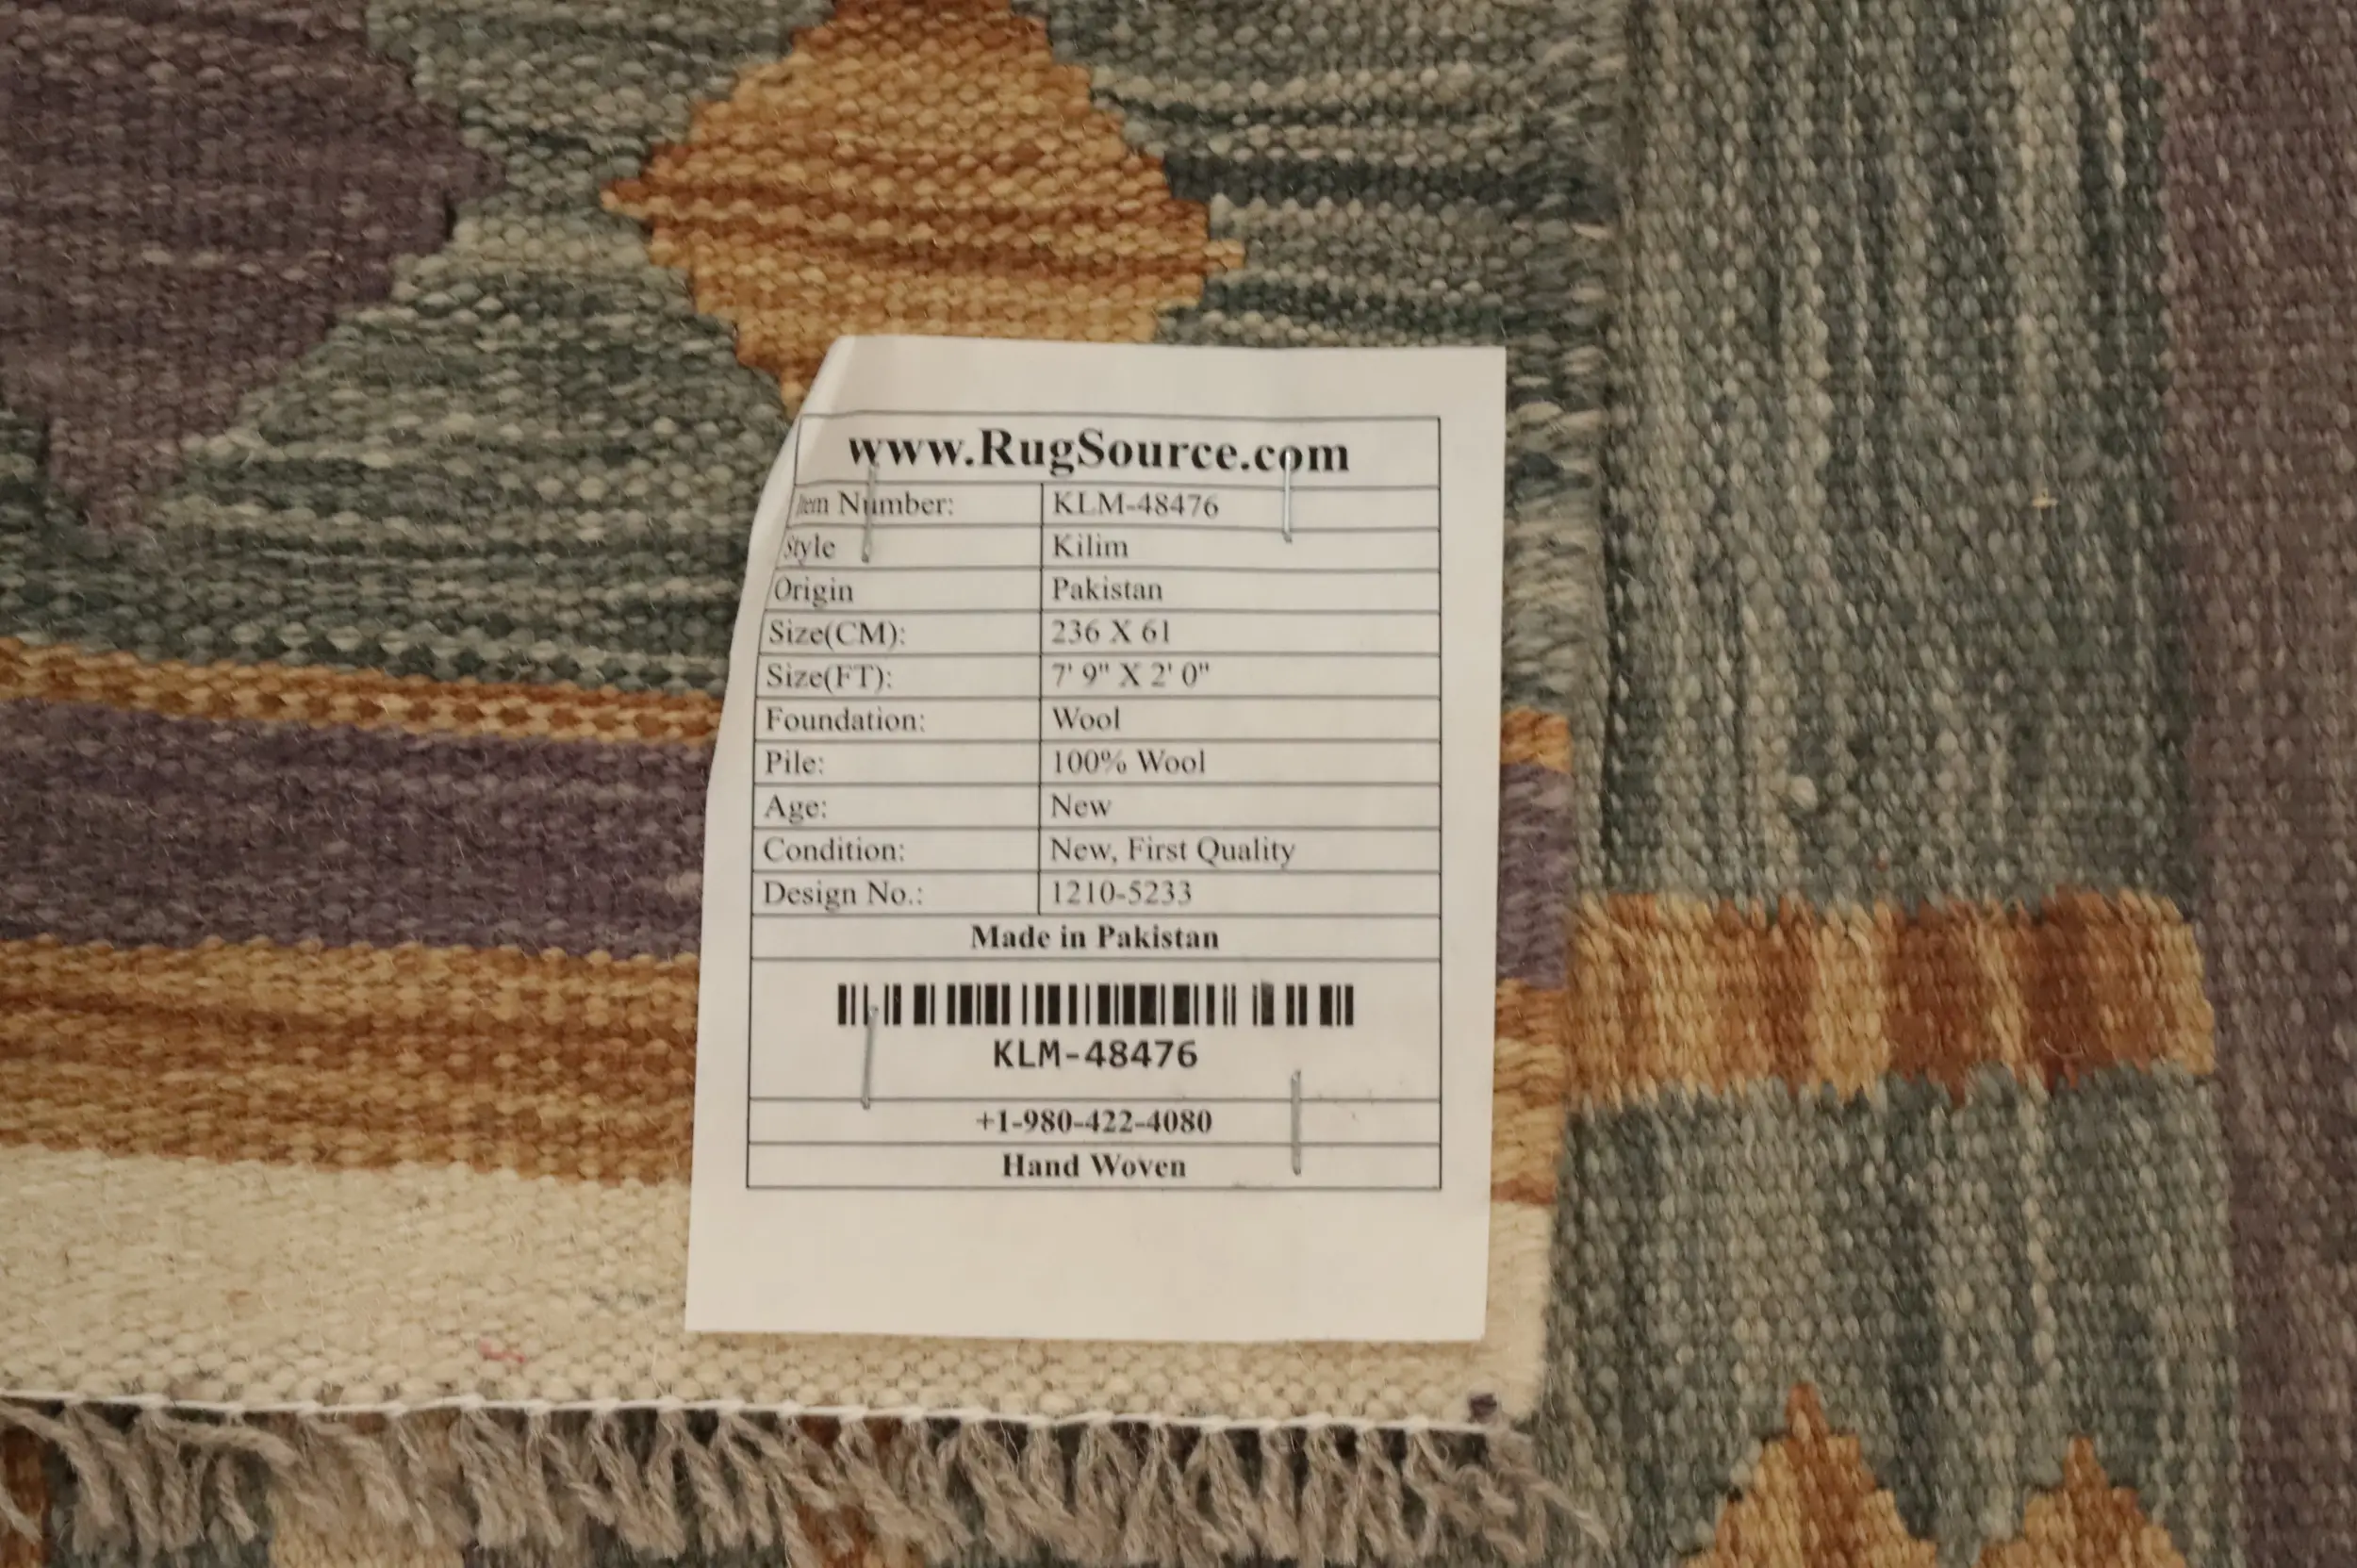 www.RugSource.com
Item Number: KLM-48476
Style Kilim
Origin Pakistan
Size(CM): 236 X 61
Size(FT): 7' 9" X 2' 0"
Foundation: Wool
Pile: 100% Wool
Age: New
Condition: New, First Quality
Design No.: 1210-5233
Made in Pakistan
KLM-48476
+1-980-422-4080
Hand Woven